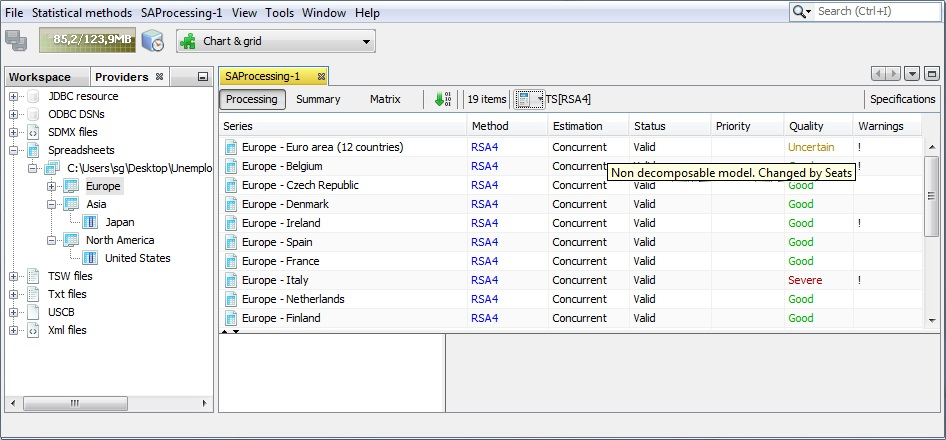 File Statistical methods SAProcessing-1 View Tools Window Help
Search (Ctrl+I)
85,2/123,9MB
Chart & grid
Workspace Providers
JDBC resource
ODBC DSNs
SDMX files
Spreadsheets
C:\Users\sg\Desktop\Unemplo
Europe
Asia
Japan
North America
United States
TSW files
Txt files
USCB
Xml files
SAProcessing-1
Processing Summary Matrix 19 items TS[RSA4] Specifications
Series Method Estimation Status Priority Quality Warnings
Europe - Euro area (12 countries) RSA4 Concurrent Valid Uncertain !
Europe - Belgium RSA4 Concurrent !
Non decomposable model. Changed by Seats
Europe - Czech Republic RSA4 Concurrent Valid Good
Europe - Denmark RSA4 Concurrent Valid Good
Europe - Ireland RSA4 Concurrent Valid Good !
Europe - Spain RSA4 Concurrent Valid Good
Europe - France RSA4 Concurrent Valid Good
Europe - Italy RSA4 Concurrent Valid Severe !
Europe - Netherlands RSA4 Concurrent Valid Good
Europe - Finland RSA4 Concurrent Valid Good